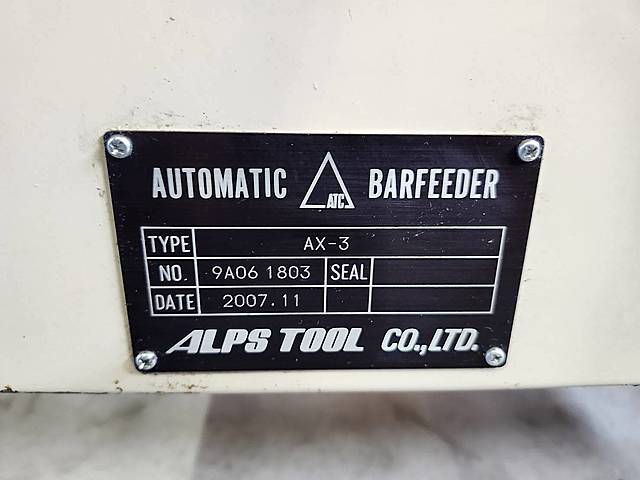 AUTOMATIC ATC BARFEEDER
TYPE AX-3
NO. 9A06 1803 SEAL
DATE 2007.11
ALPS TOOL CO.,LTD.